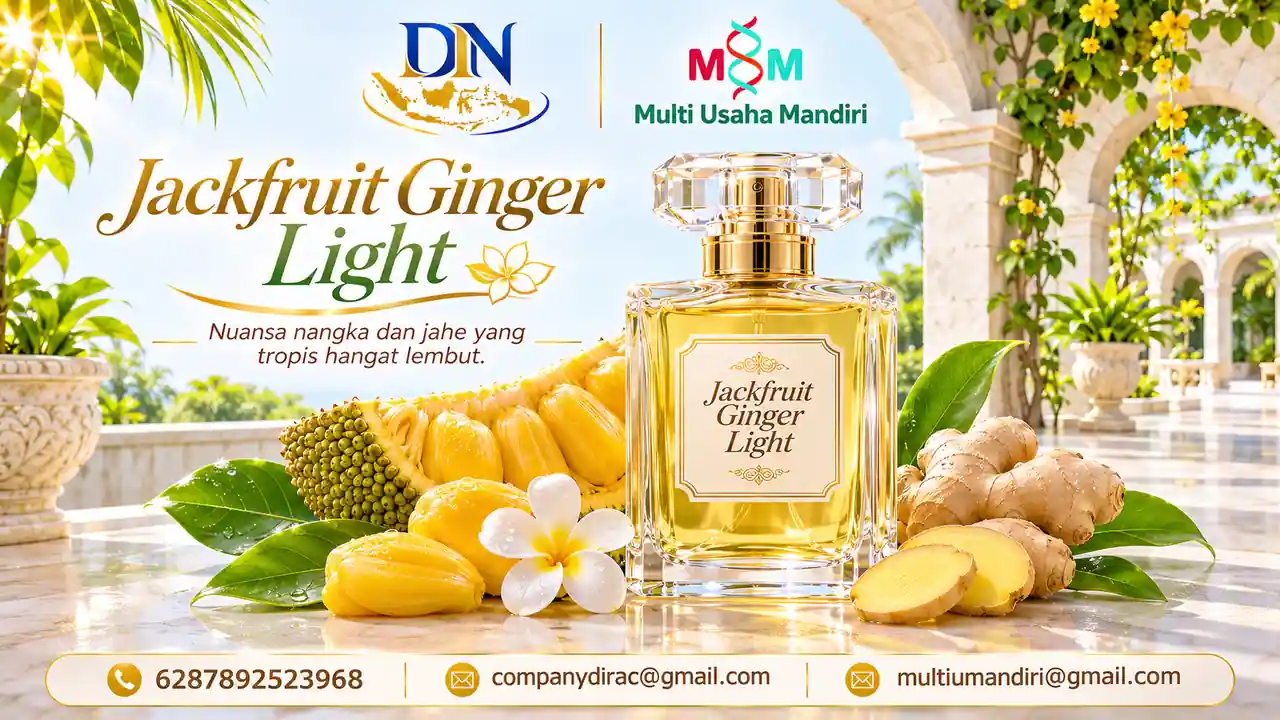 DN
MM
Multi Usaha Mandiri
Jackfruit Ginger
Light
Nuansa nangka dan jahe yang
tropis hangat lembut.
Jackfruit
Ginger
Light
6287892523968
companydirac@gmail.com
multiumandiri@gmail.com